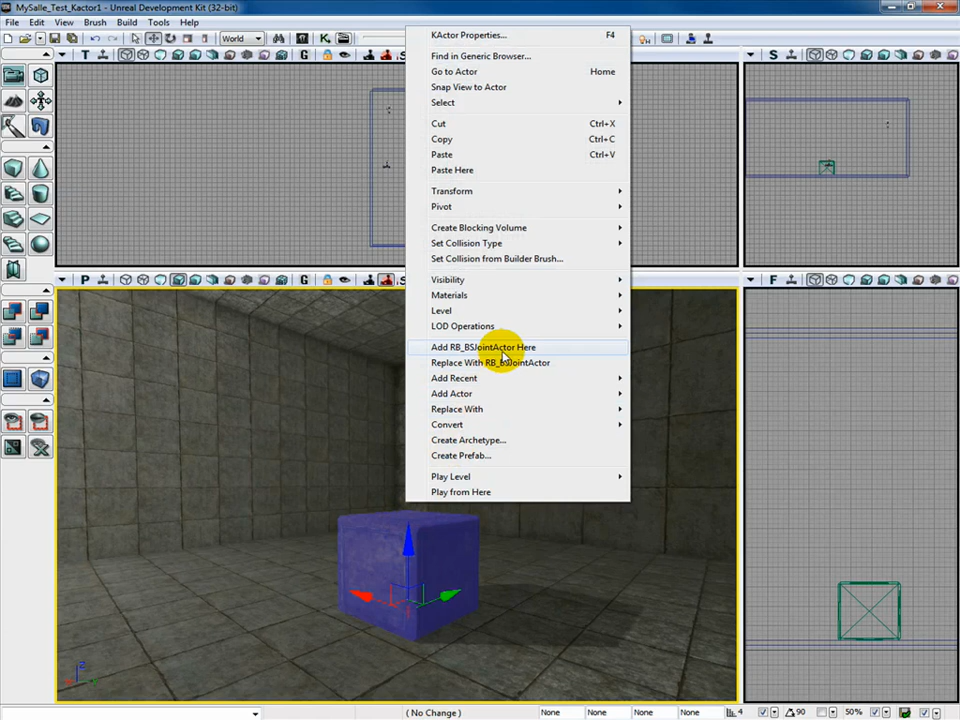 MySalle_Test_Kactor1 - Unreal Development Kit (32-bit)
File Edit View Brush Build Tools Help
World
T
S
P
G
G
F
KActor Properties... F4
Find in Generic Browser...
Go to Actor Home
Snap View to Actor
Select
Cut Ctrl+X
Copy Ctrl+C
Paste Ctrl+V
Paste Here
Transform
Pivot
Create Blocking Volume
Set Collision Type
Set Collision from Builder Brush...
Visibility
Materials
Level
LOD Operations
Add RB_BSJointActor Here
Replace With RB_BSJointActor
Add Recent
Add Actor
Replace With
Convert
Create Archetype...
Create Prefab...
Play Level
Play from Here
Z
( No Change ) None None None None 4 90 50%